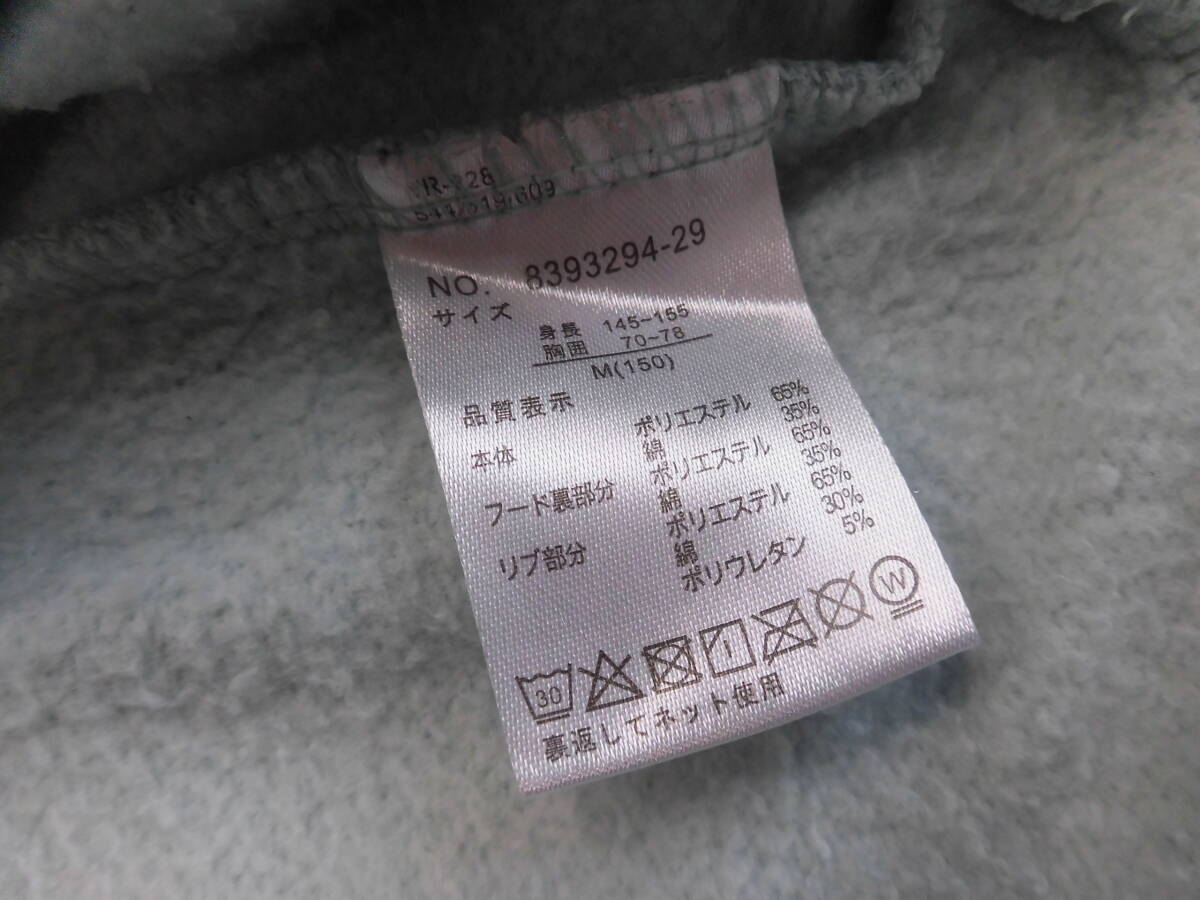 NO. 8393294-29
サイズ
身長 145~155
胸囲 70~78
M(150)
品質表示
本体 ポリエステル 65%
綿 35%
フード裏部分 ポリエステル 65%
綿 35%
リブ部分 ポリエステル 65%
綿 30%
ポリウレタン 5%
30 W
裏返してネット使用